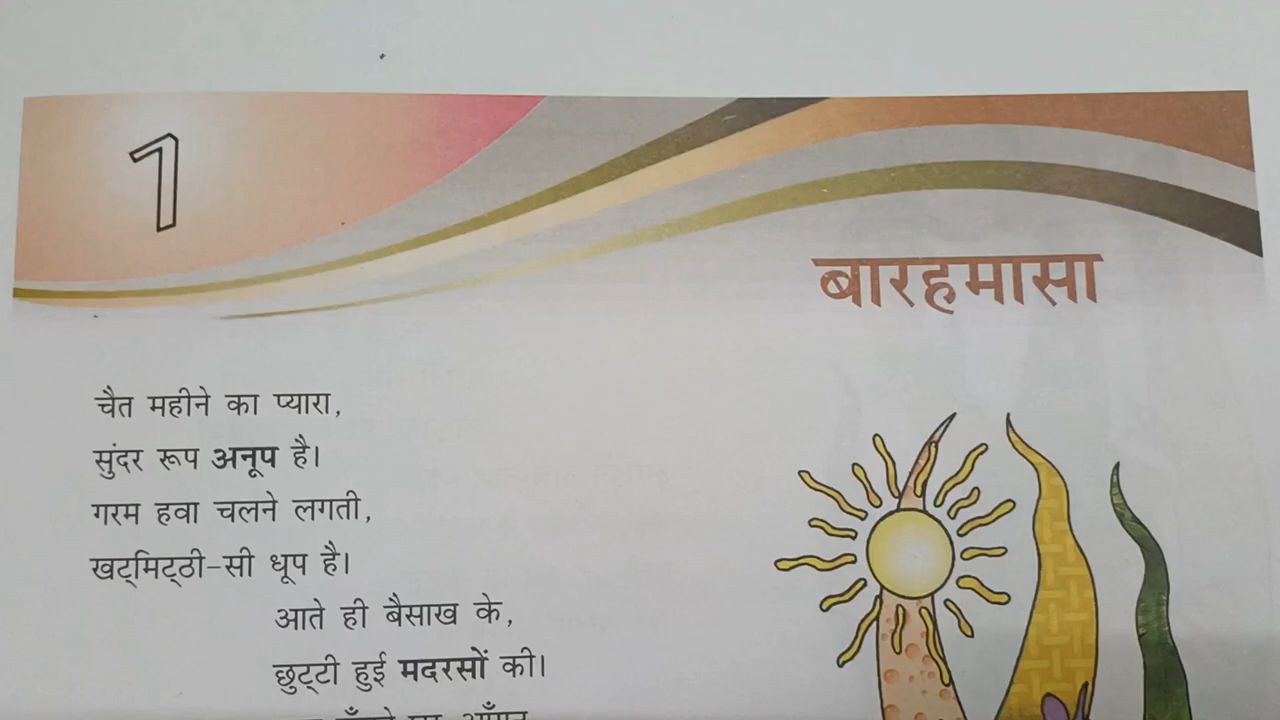 1
बारहमासा
चैत महीने का प्यारा,
सुंदर रूप अनूप है।
गरम हवा चलने लगती,
खट्‌मिट्‌ठी-सी धूप है।
आते ही बैसाख के,
छुट्‌टी हुई मदरसों की।